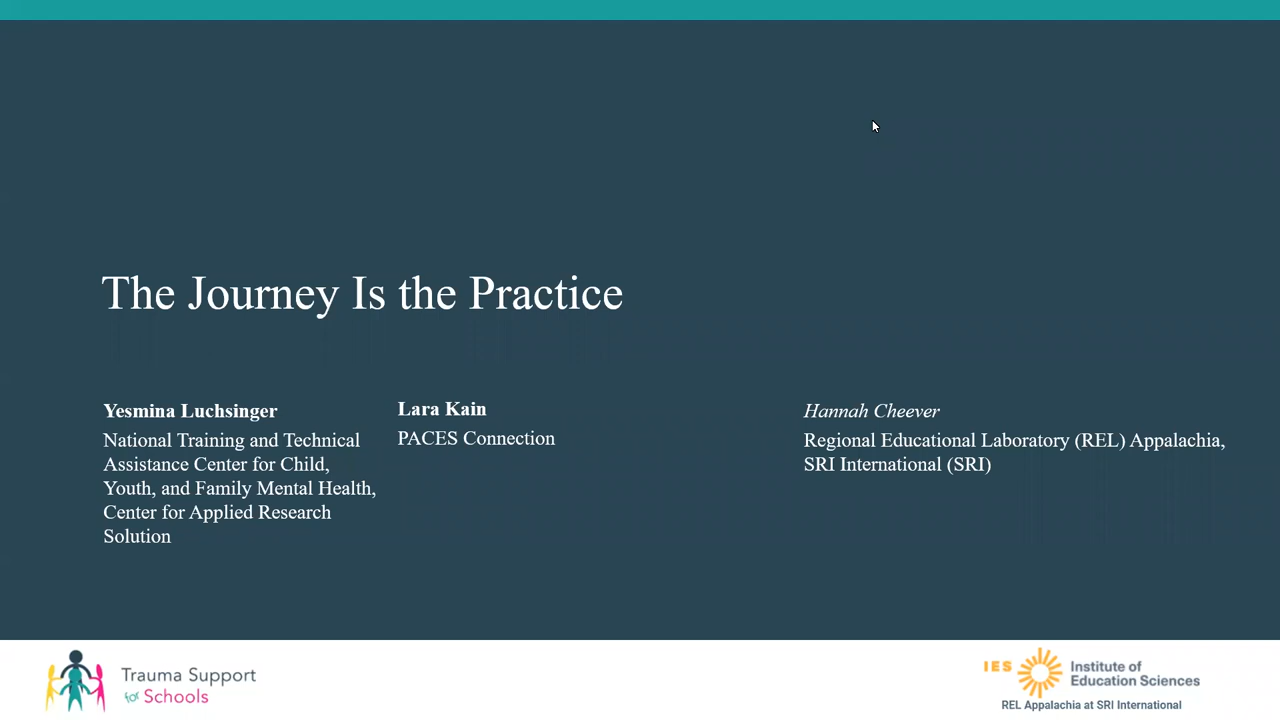 The Journey Is the Practice
Yesmina Luchsinger
National Training and Technical
Assistance Center for Child,
Youth, and Family Mental Health,
Center for Applied Research
Solution
Lara Kain
PACES Connection
Hannah Cheever
Regional Educational Laboratory (REL) Appalachia,
SRI International (SRI)
Trauma Support
for Schools
IES
Institute of
Education Sciences
REL Appalachia at SRI International